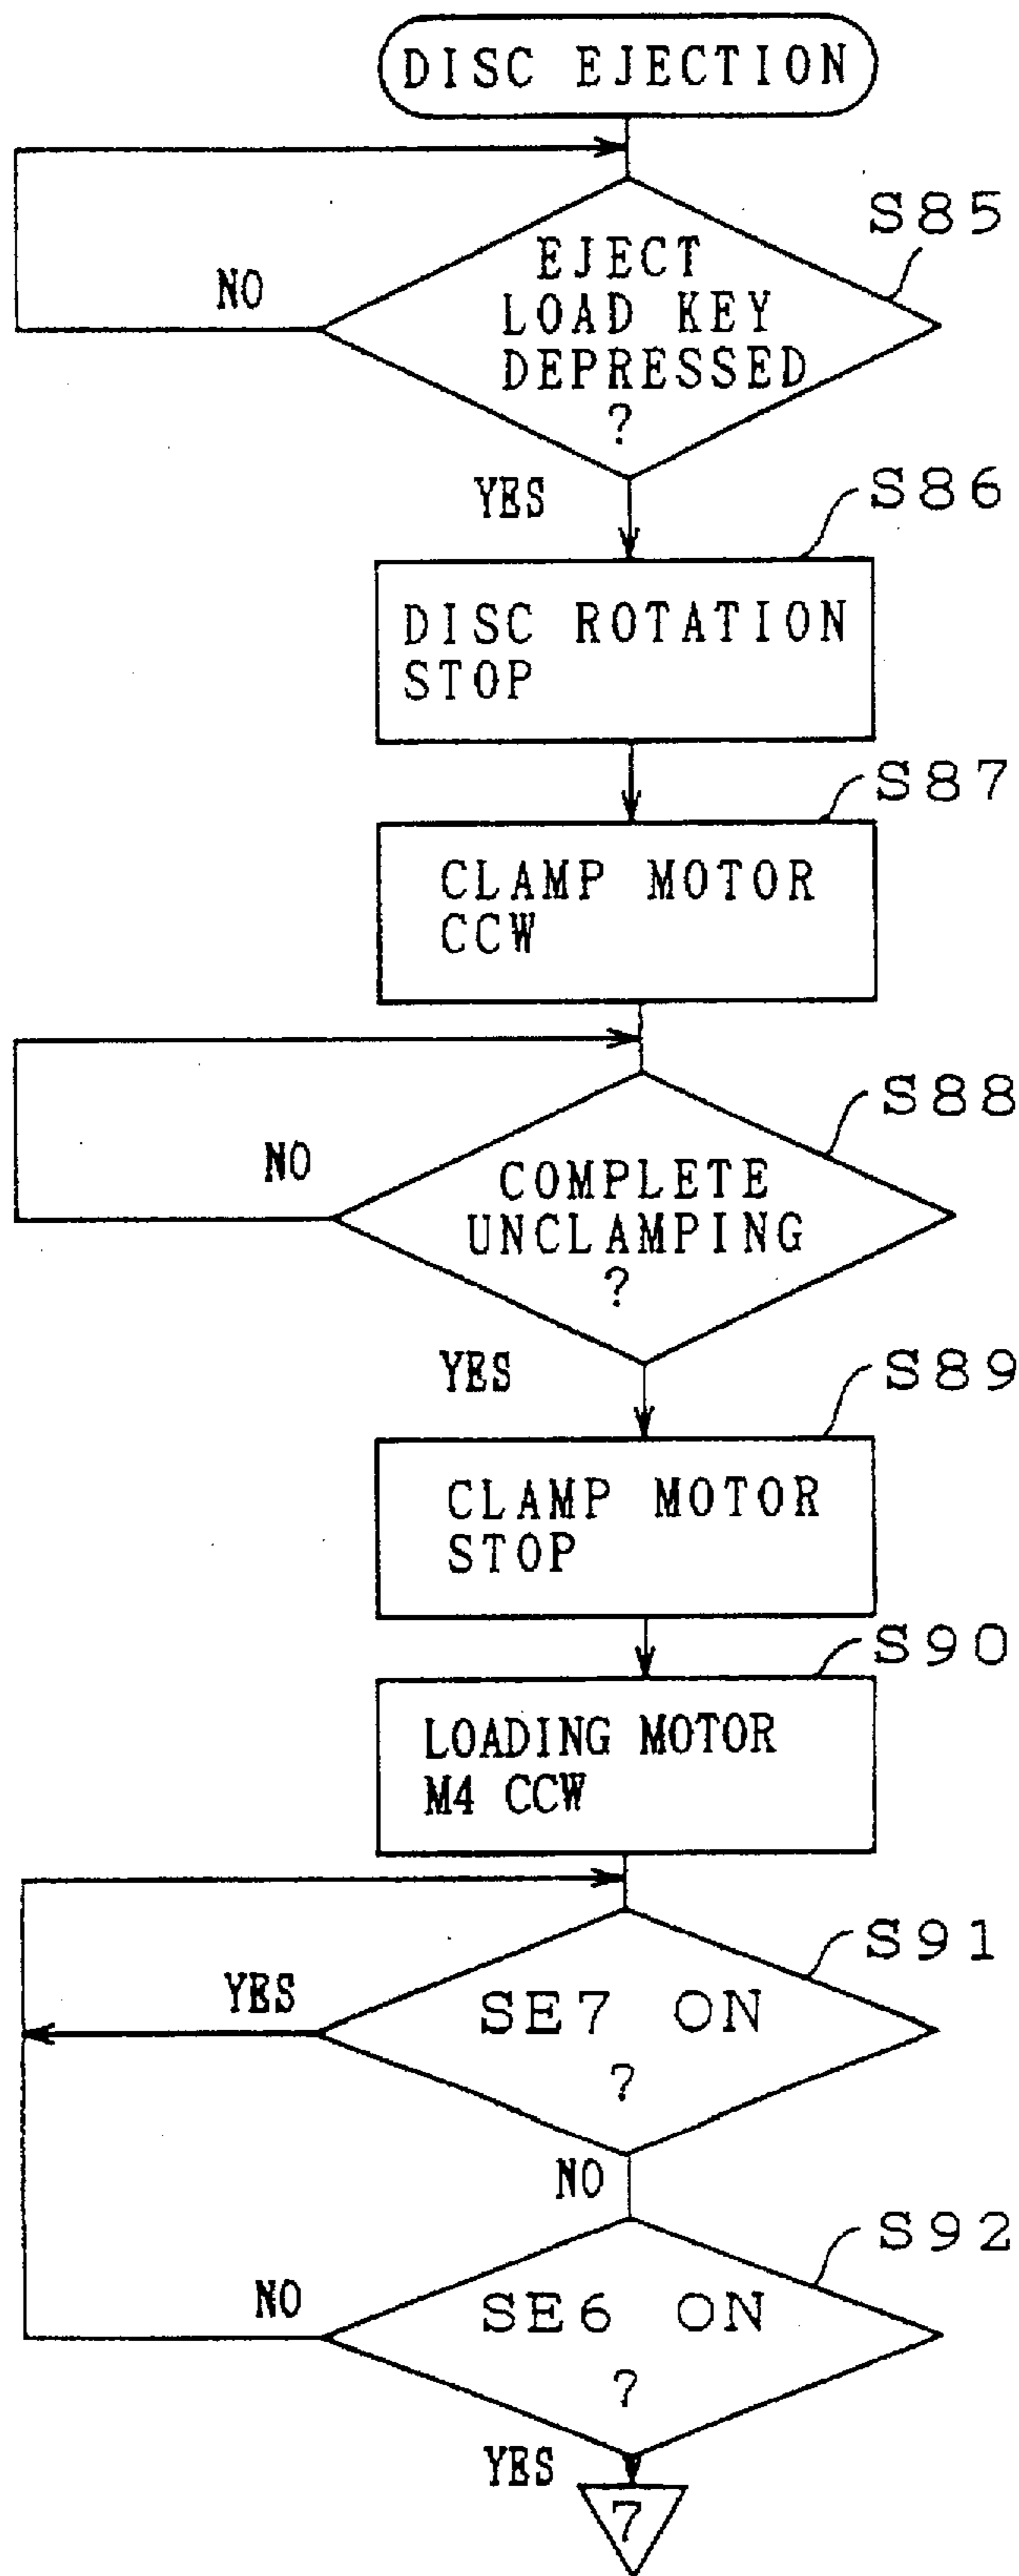 DISC EJECTION
S85
EJECT
LOAD KEY
DEPRESSED
?
NO
YES
S86
DISC ROTATION
STOP
S87
CLAMP MOTOR
CCW
S88
NO
COMPLETE
UNCLAMPING
?
YES
S89
CLAMP MOTOR
STOP
S90
LOADING MOTOR
M4 CCW
S91
YES
SE7 ON
?
NO
S92
NO
SE6 ON
?
YES
7